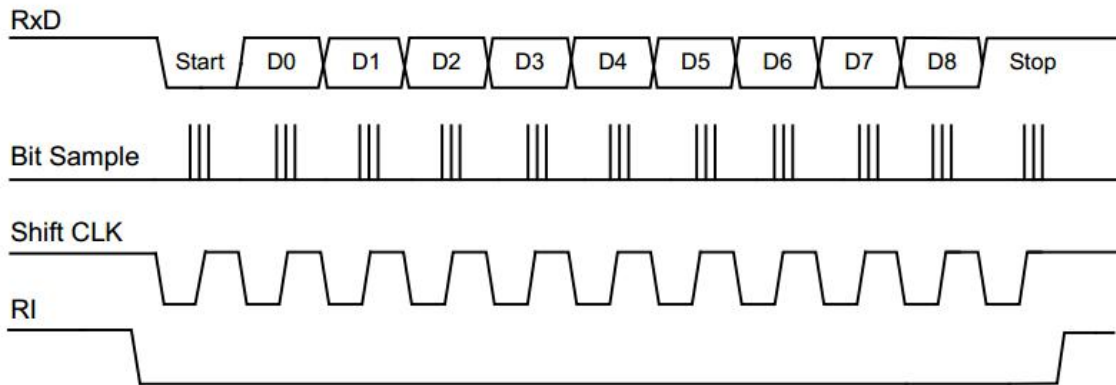 RxD
Start D0 D1 D2 D3 D4 D5 D6 D7 D8 Stop
Bit Sample
Shift CLK
RI